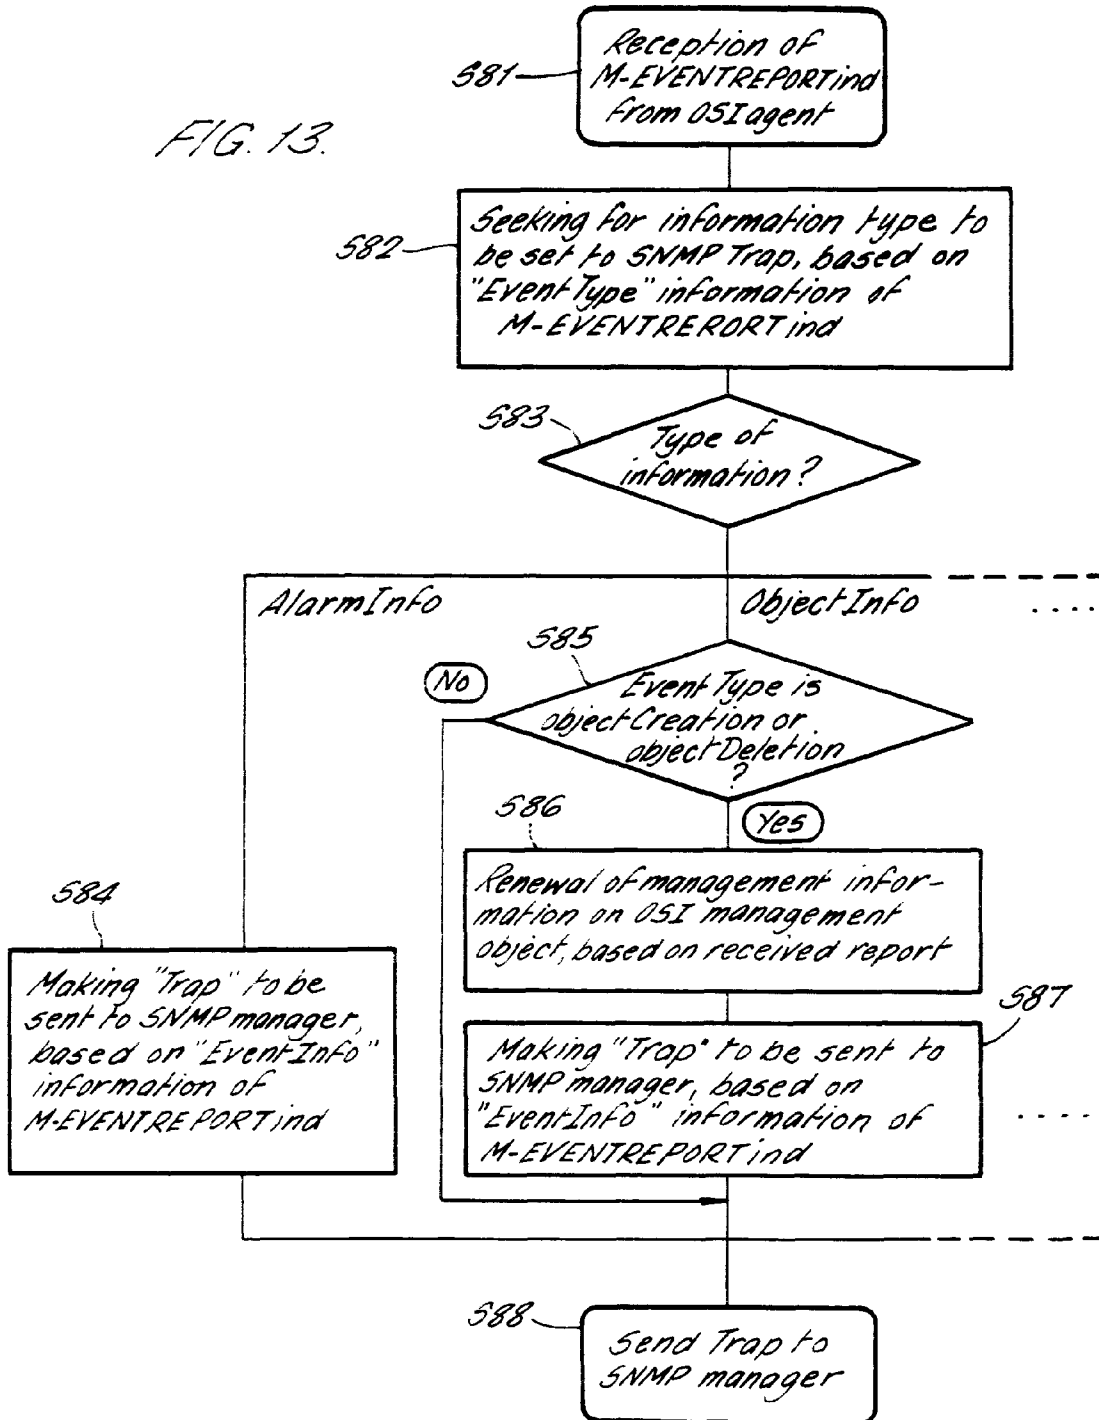 FIG. 13.
S81
Reception of
M-EVENTREPORTind
from OSI agent
S82
Seeking for information type to
be set to SNMP Trap, based on
"EventType" information of
M-EVENTRERORTind
S83
Type of
information?
AlarmInfo
ObjectInfo
. . . .
S85
No
Event Type is
objectCreation or
objectDeletion
?
Yes
S86
Renewal of management infor-
mation on OSI management
object, based on received report
S84
Making "Trap" to be
sent to SNMP manager,
based on "EventInfo"
information of
M-EVENTREPORTind
S87
Making "Trap" to be sent to
SNMP manager, based on
"EventInfo" information of
M-EVENTREPORTind
. . . .
S88
Send Trap to
SNMP manager